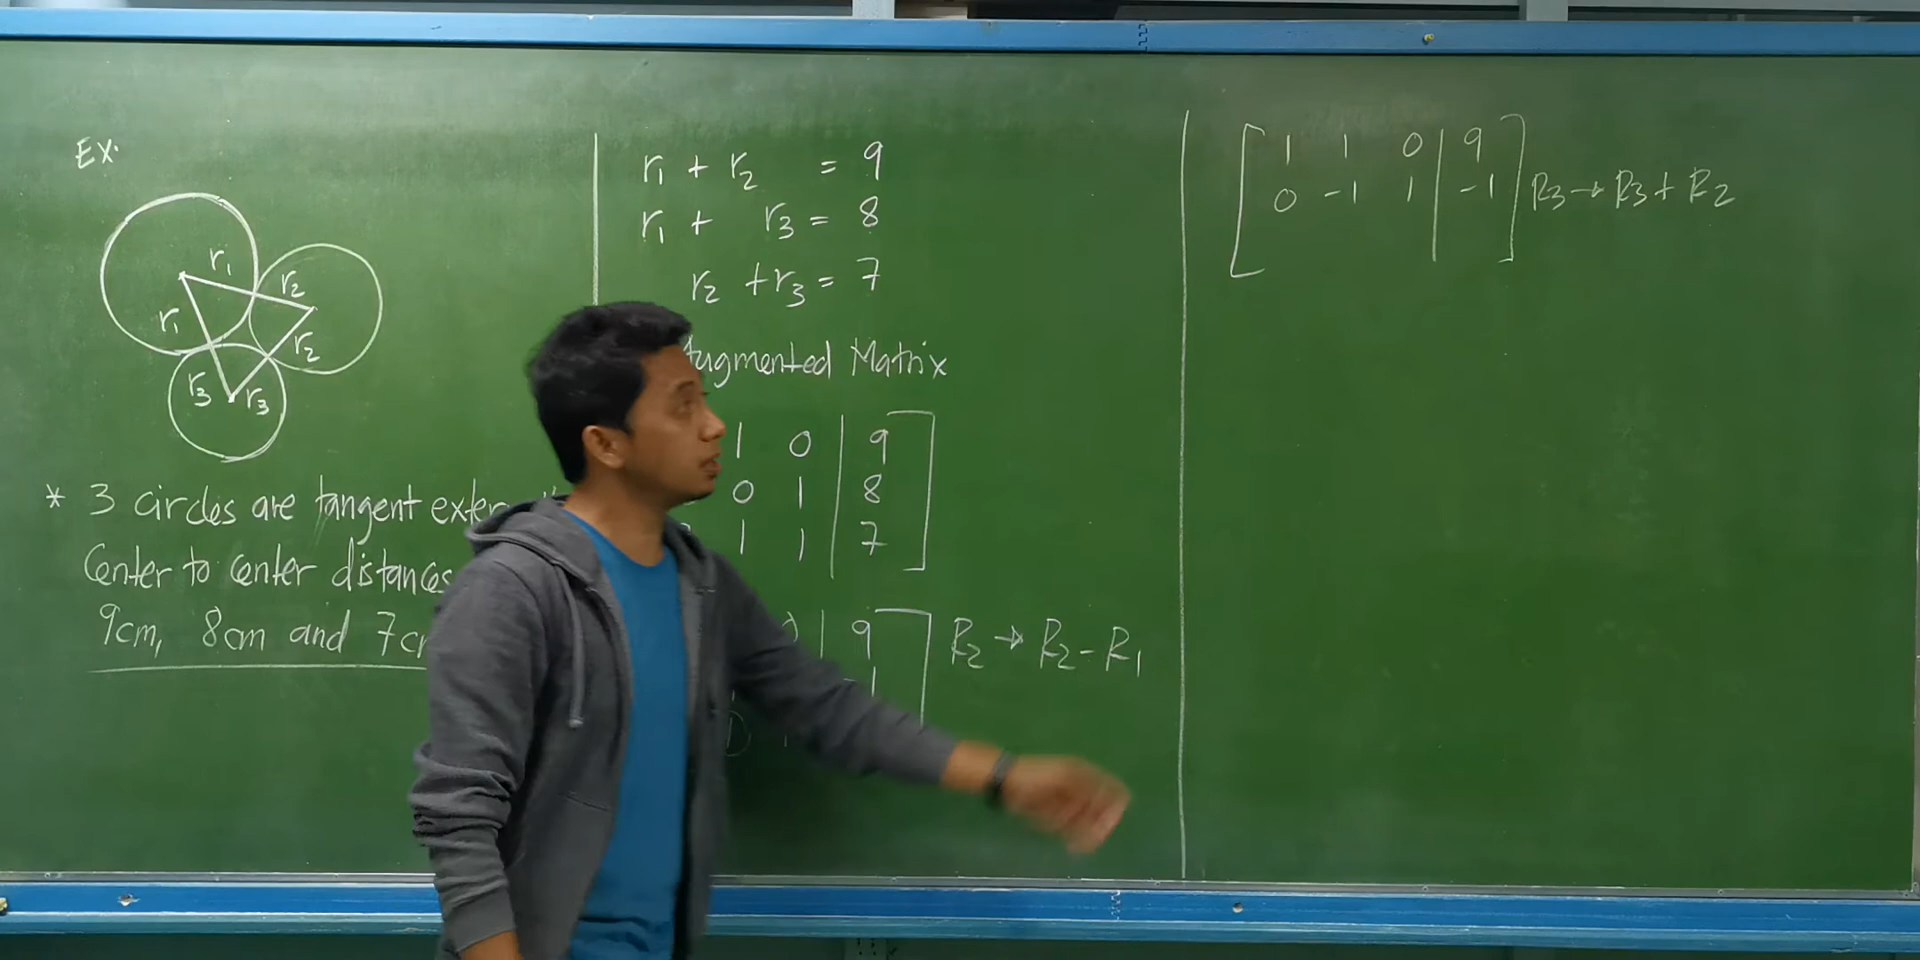 Ex.
r1
r2
r1
r2
r3
r3
* 3 circles are tangent
Center to center distances
9cm, 8cm and
r1 + r2 = 9
r1 + r3 = 8
r2 + r3 = 7
Augmented Matrix
1 0 | 9
0 1 | 8
1 1 | 7
9 R2 → R2 - R1
1 1 0 | 9
0 -1 1 | -1 R3 → R3 + R2